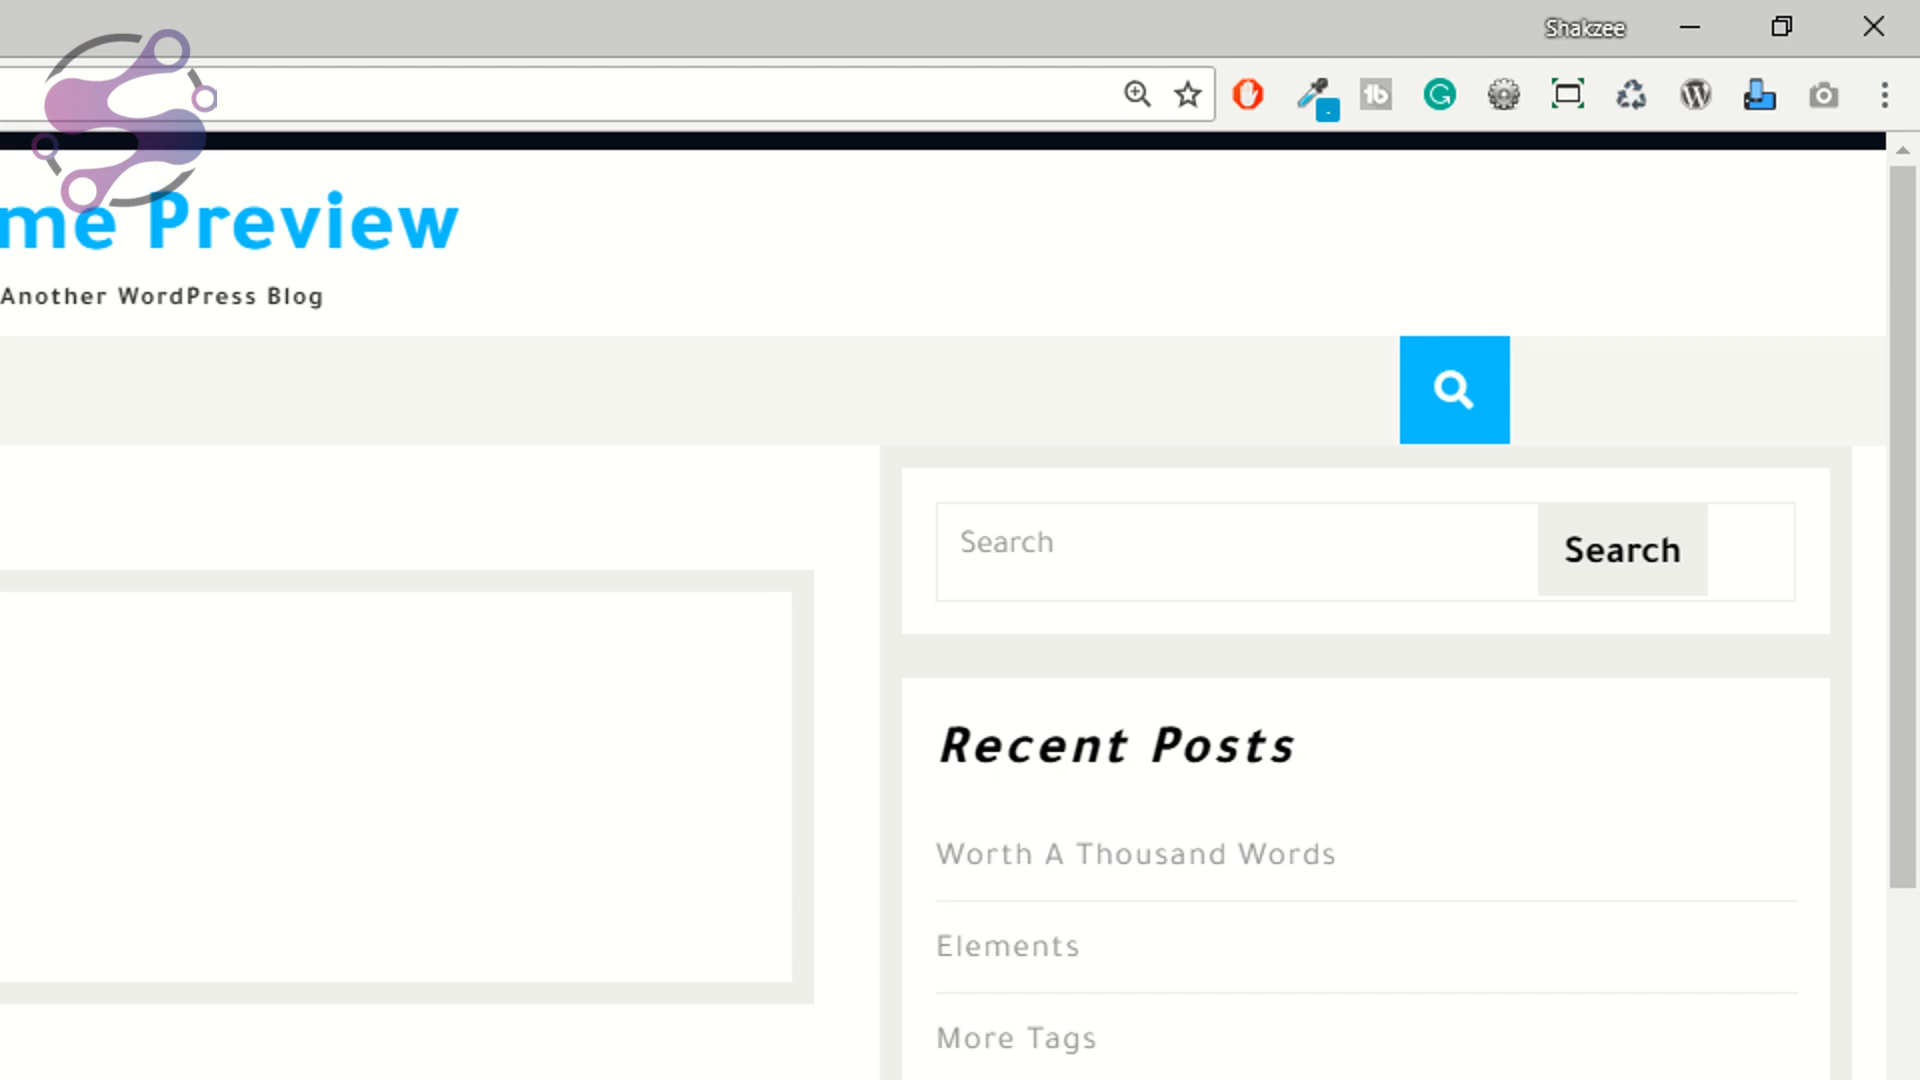 Shakzee
me Preview
Another WordPress Blog
Search
Search
Recent Posts
Worth A Thousand Words
Elements
More Tags